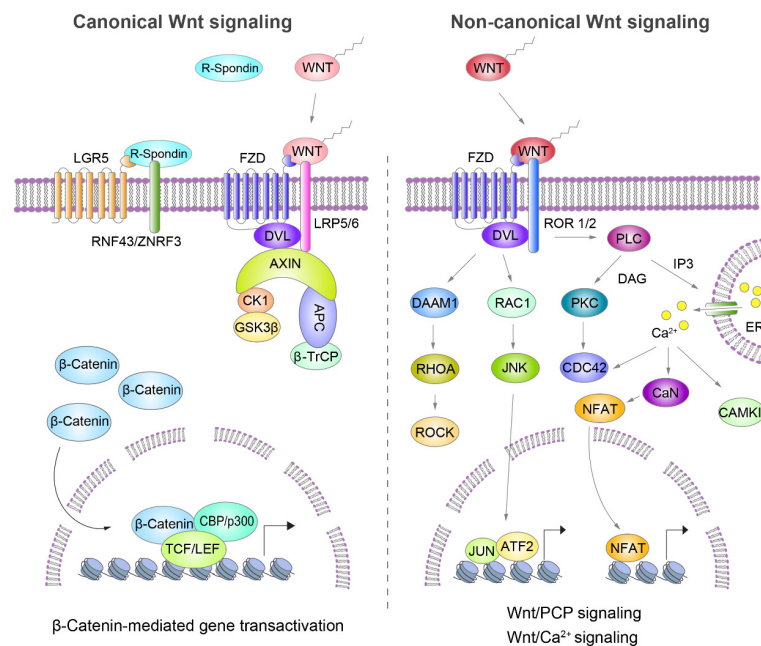 Canonical Wnt signaling
R-Spondin
WNT
LGR5
R-Spondin
FZD
WNT
RNF43/ZNRF3
LRP5/6
DVL
AXIN
CK1
GSK3β
APC
β-TrCP
β-Catenin
β-Catenin
β-Catenin
β-Catenin
CBP/p300
TCF/LEF
β-Catenin-mediated gene transactivation
Non-canonical Wnt signaling
WNT
FZD
WNT
DVL
ROR 1/2
PLC
DAG
IP3
DAAM1
RAC1
PKC
Ca²⁺
ER
RHOA
JNK
CDC42
CaN
NFAT
CAMKI
ROCK
JUN
ATF2
NFAT
Wnt/PCP signaling
Wnt/Ca²⁺ signaling